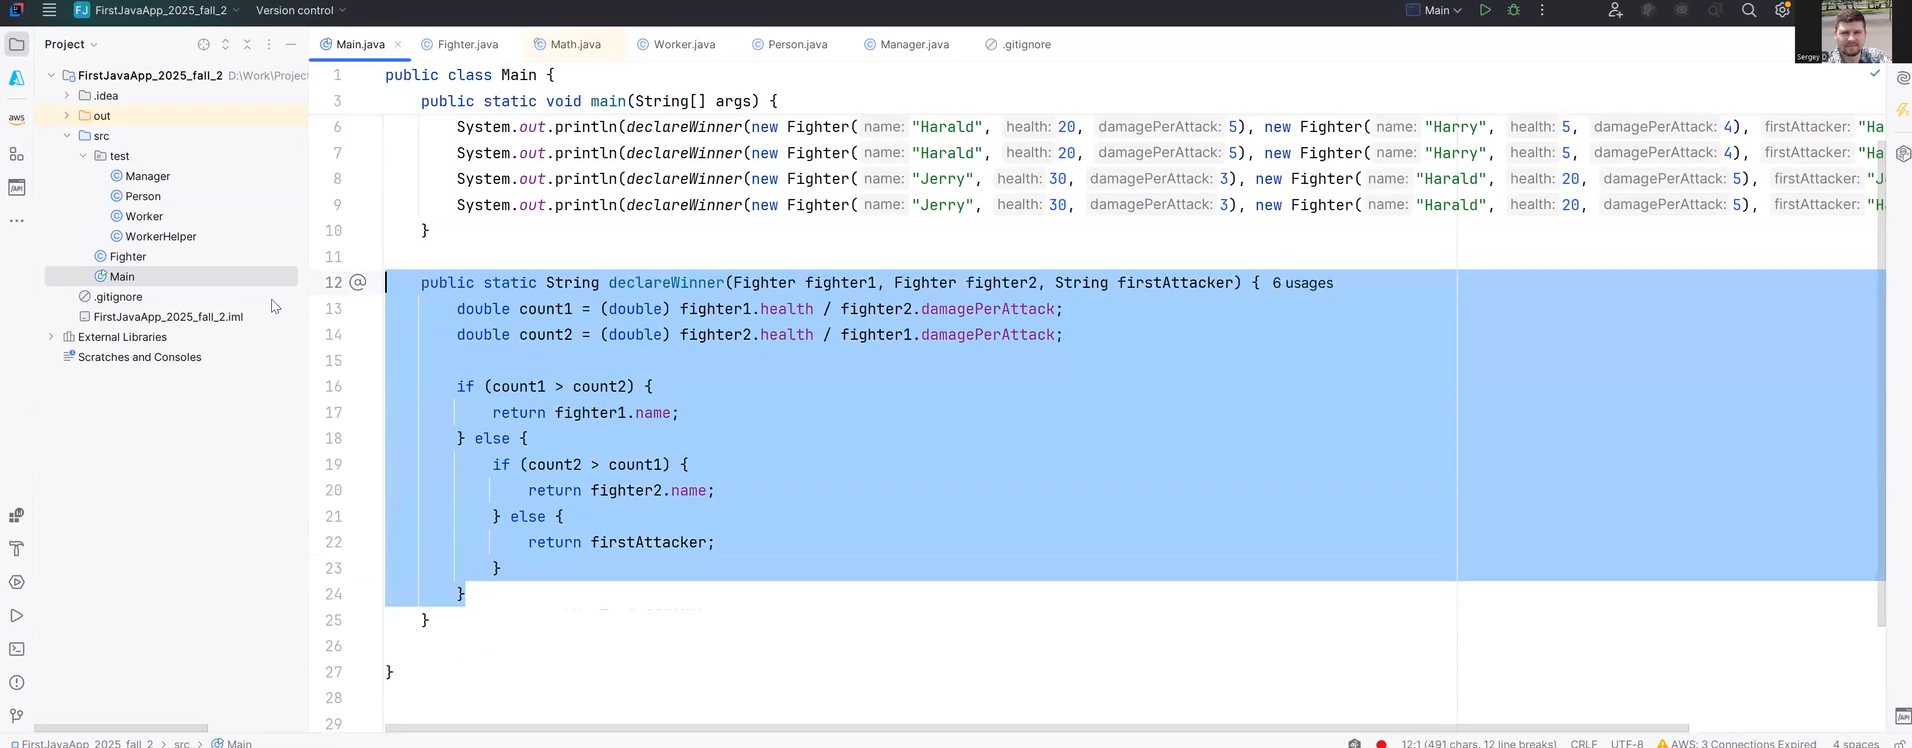 FJ FirstJavaApp_2025_fall_2 Version control Main
Project
Main.java Fighter.java Math.java Worker.java Person.java Manager.java .gitignore
Sergey
FirstJavaApp_2025_fall_2 D:\Work\Project
.idea
out
src
test
Manager
Person
Worker
WorkerHelper
Fighter
Main
.gitignore
FirstJavaApp_2025_fall_2.iml
External Libraries
Scratches and Consoles
aws
1 public class Main {
3 public static void main(String[] args) {
6 System.out.println(declareWinner(new Fighter( name: "Harald", health: 20, damagePerAttack: 5), new Fighter( name: "Harry", health: 5, damagePerAttack: 4), firstAttacker: "Ha
7 System.out.println(declareWinner(new Fighter( name: "Harald", health: 20, damagePerAttack: 5), new Fighter( name: "Harry", health: 5, damagePerAttack: 4), firstAttacker: "Ha
8 System.out.println(declareWinner(new Fighter( name: "Jerry", health: 30, damagePerAttack: 3), new Fighter( name: "Harald", health: 20, damagePerAttack: 5), firstAttacker: "J
9 System.out.println(declareWinner(new Fighter( name: "Jerry", health: 30, damagePerAttack: 3), new Fighter( name: "Harald", health: 20, damagePerAttack: 5), firstAttacker: "H
10 }
11
12 @ public static String declareWinner(Fighter fighter1, Fighter fighter2, String firstAttacker) { 6 usages
13 double count1 = (double) fighter1.health / fighter2.damagePerAttack;
14 double count2 = (double) fighter2.health / fighter1.damagePerAttack;
15
16 if (count1 > count2) {
17 return fighter1.name;
18 } else {
19 if (count2 > count1) {
20 return fighter2.name;
21 } else {
22 return firstAttacker;
23 }
24 }
25 }
26
27 }
28
29
FirstJavaApp_2025_fall_2 > src > Main 12:1 (491 chars, 12 line breaks) CRLF UTF-8 AWS: 3 Connections Expired 4 spaces